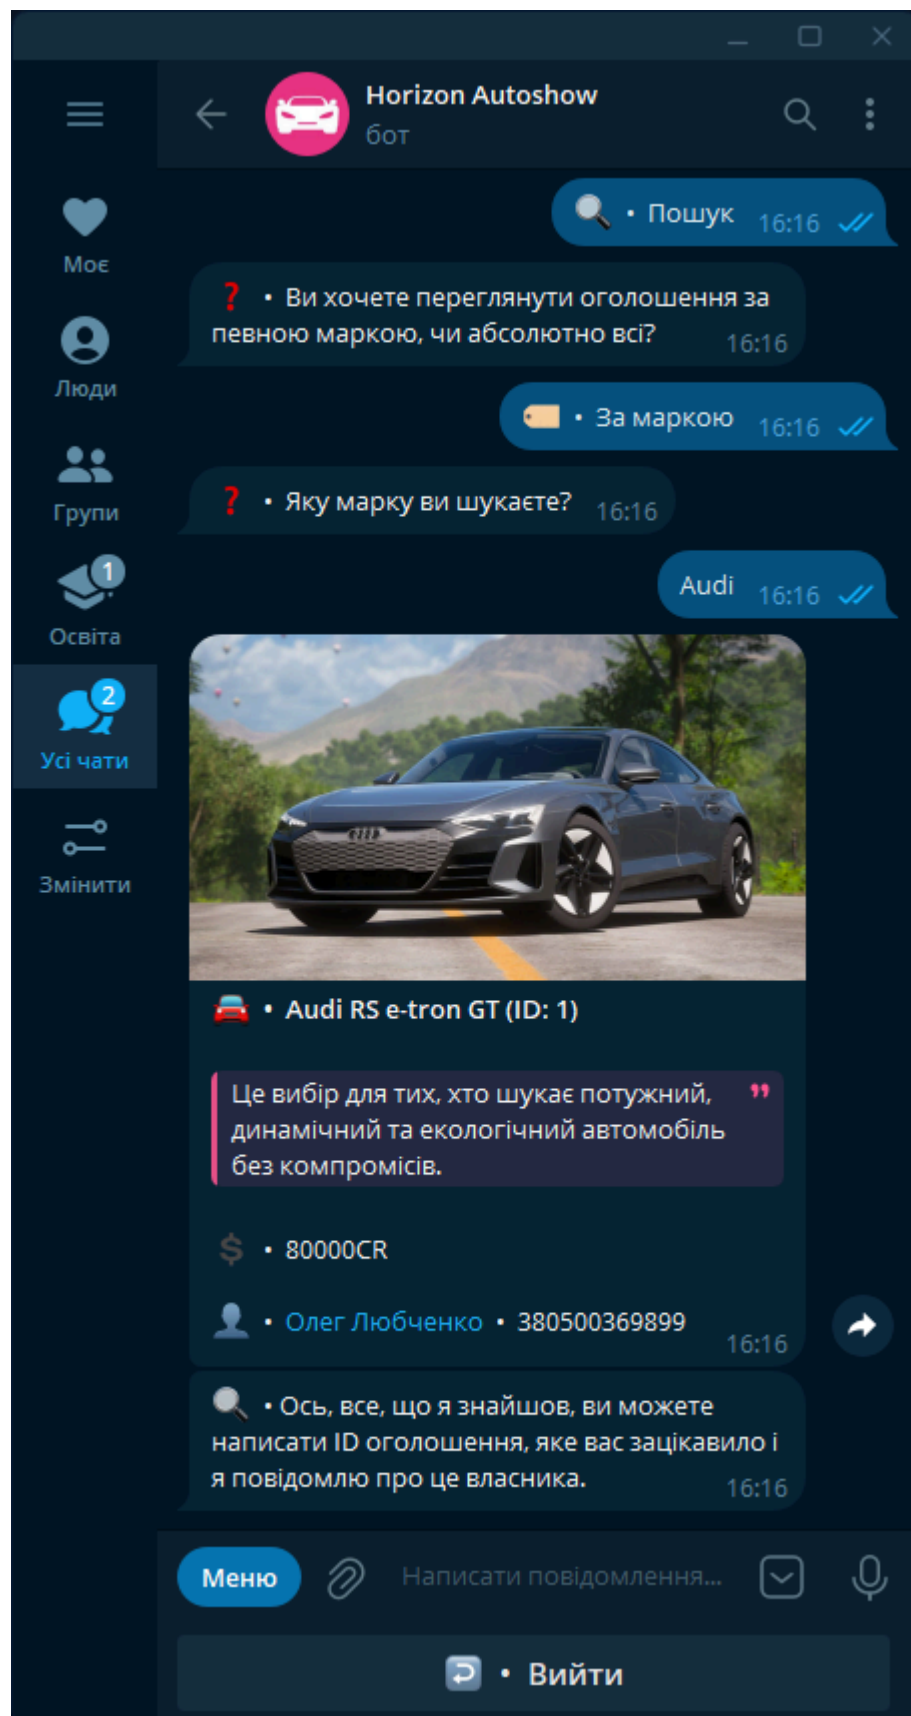 Horizon Autoshow
бот
🔍 • Пошук 16:16
❓ • Ви хочете переглянути оголошення за
певною маркою, чи абсолютно всі? 16:16
🏷 • За маркою 16:16
❓ • Яку марку ви шукаєте? 16:16
Audi 16:16
🚘 • Audi RS e-tron GT (ID: 1)
Це вибір для тих, хто шукає потужний,
динамічний та екологічний автомобіль
без компромісів.
💲 • 80000CR
👤 • Олег Любченко • 380500369899
16:16
🔍 • Ось, все, що я знайшов, ви можете
написати ID оголошення, яке вас зацікавило і
я повідомлю про це власника. 16:16
Меню
Написати повідомлення...
↩ • Вийти
Моє
Люди
Групи
1
Освіта
2
Усі чати
Змінити